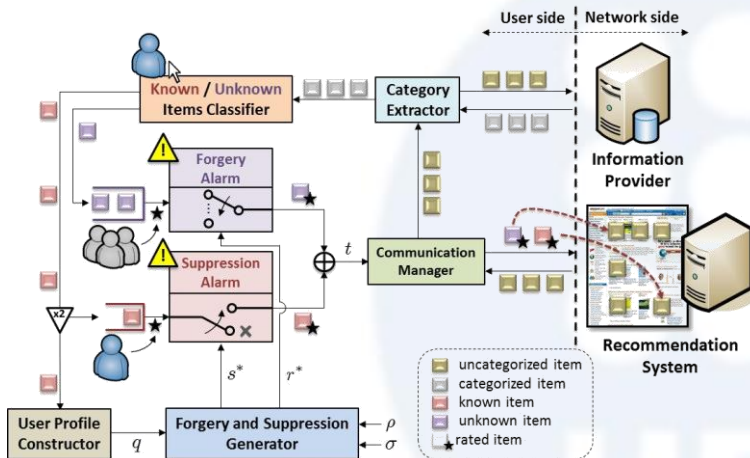 User side
Network side
Known / Unknown
Items Classifier
Category
Extractor
Information
Provider
Forgery
Alarm
Suppression
Alarm
t
Communication
Manager
x2
s*
r*
Recommendation
System
uncategorized item
categorized item
known item
unknown item
rated item
User Profile
Constructor
q
Forgery and Suppression
Generator
ρ
σ